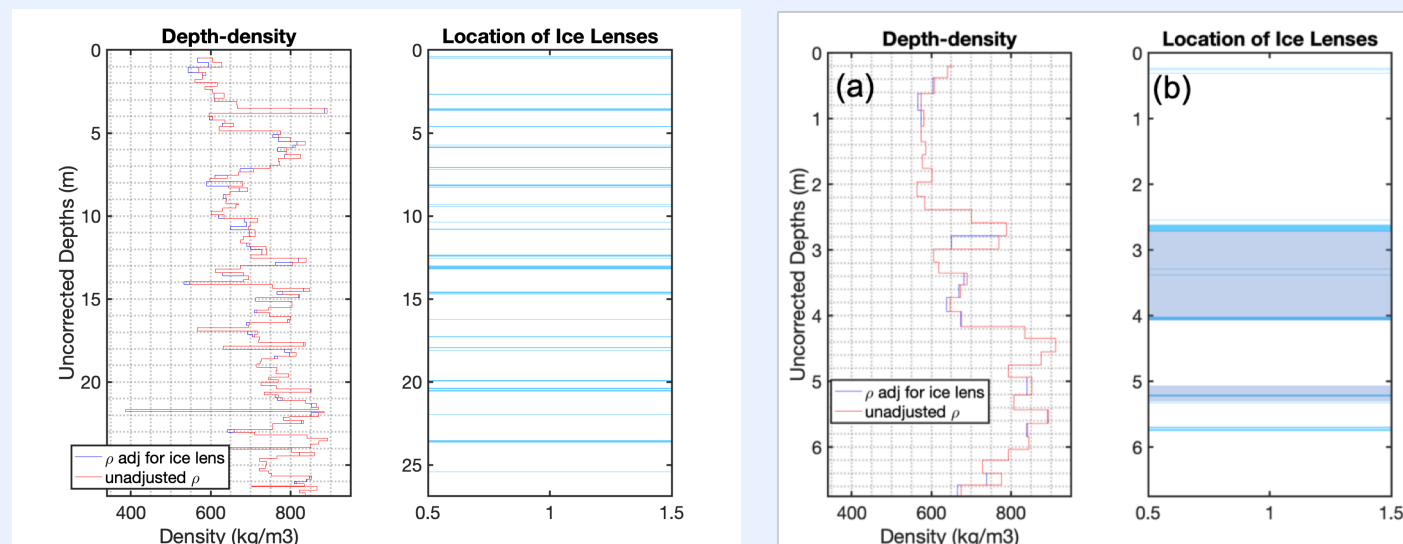 Depth-density
Location of Ice Lenses
0
5
10
15
20
Uncorrected Depths (m)
ρ adj for ice lens
unadjusted ρ
400
600
800
Density (kg/m3)
0
5
10
15
20
25
0.5
1
1.5
Depth-density
Location of Ice Lenses
(a)
0
1
2
3
4
5
6
Uncorrected Depths (m)
ρ adj for ice lens
unadjusted ρ
400
600
800
Density (kg/m3)
(b)
0
1
2
3
4
5
6
0.5
1
1.5